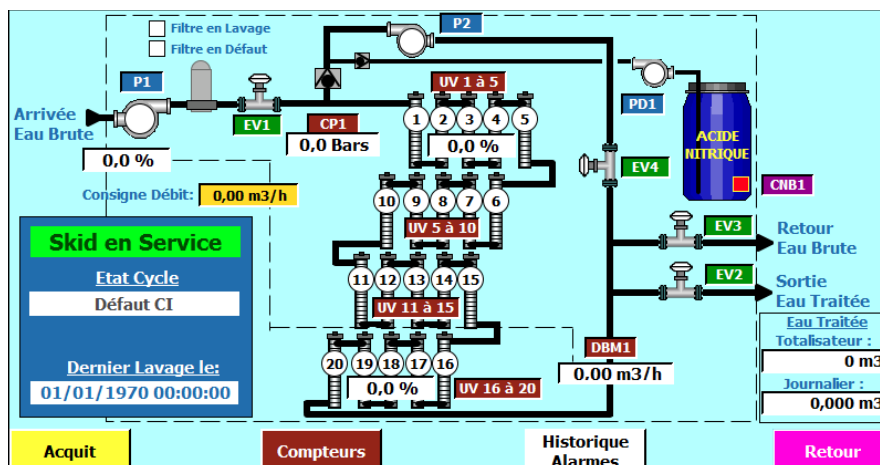 Filtre en Lavage
Filtre en Défaut
P2
P1
UV 1 à 5
PD1
Arrivée
Eau Brute
EV1
CP1
0,0 Bars
1
2
3
4
5
0,0 %
0,0 %
ACIDE
NITRIQUE
EV4
CNB1
Consigne Débit:
0,00 m3/h
10
9
8
7
6
UV 5 à 10
EV3
Retour
Eau Brute
Skid en Service
Etat Cycle
Défaut CI
11
12
13
14
15
UV 11 à 15
EV2
Sortie
Eau Traitée
Eau Traitée
Totalisateur :
0 m3
Journalier :
0,000 m3
DBM1
0.00 m3/h
Dernier Lavage le:
01/01/1970 00:00:00
20
19
18
17
16
0,0 %
UV 16 à 20
Acquit
Compteurs
Historique
Alarmes
Retour